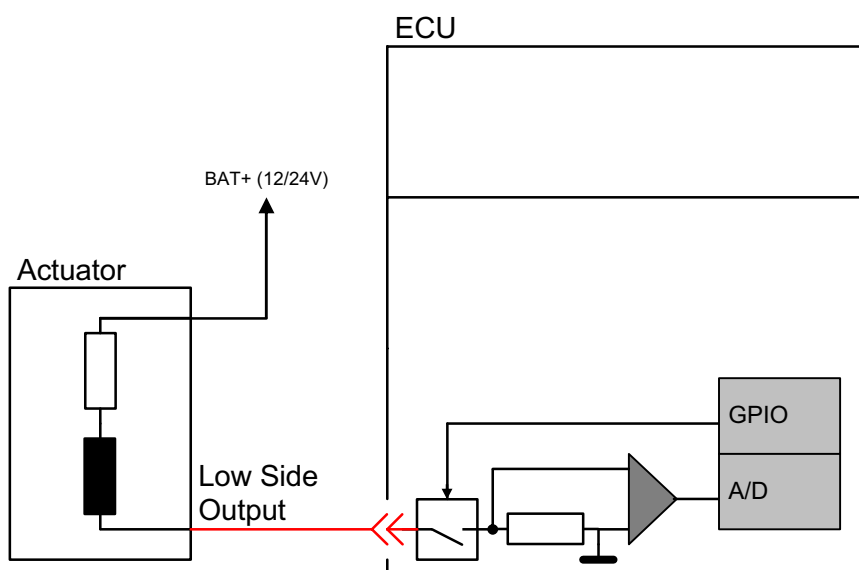 ECU
BAT+ (12/24V)
Actuator
GPIO
Low Side
Output
A/D